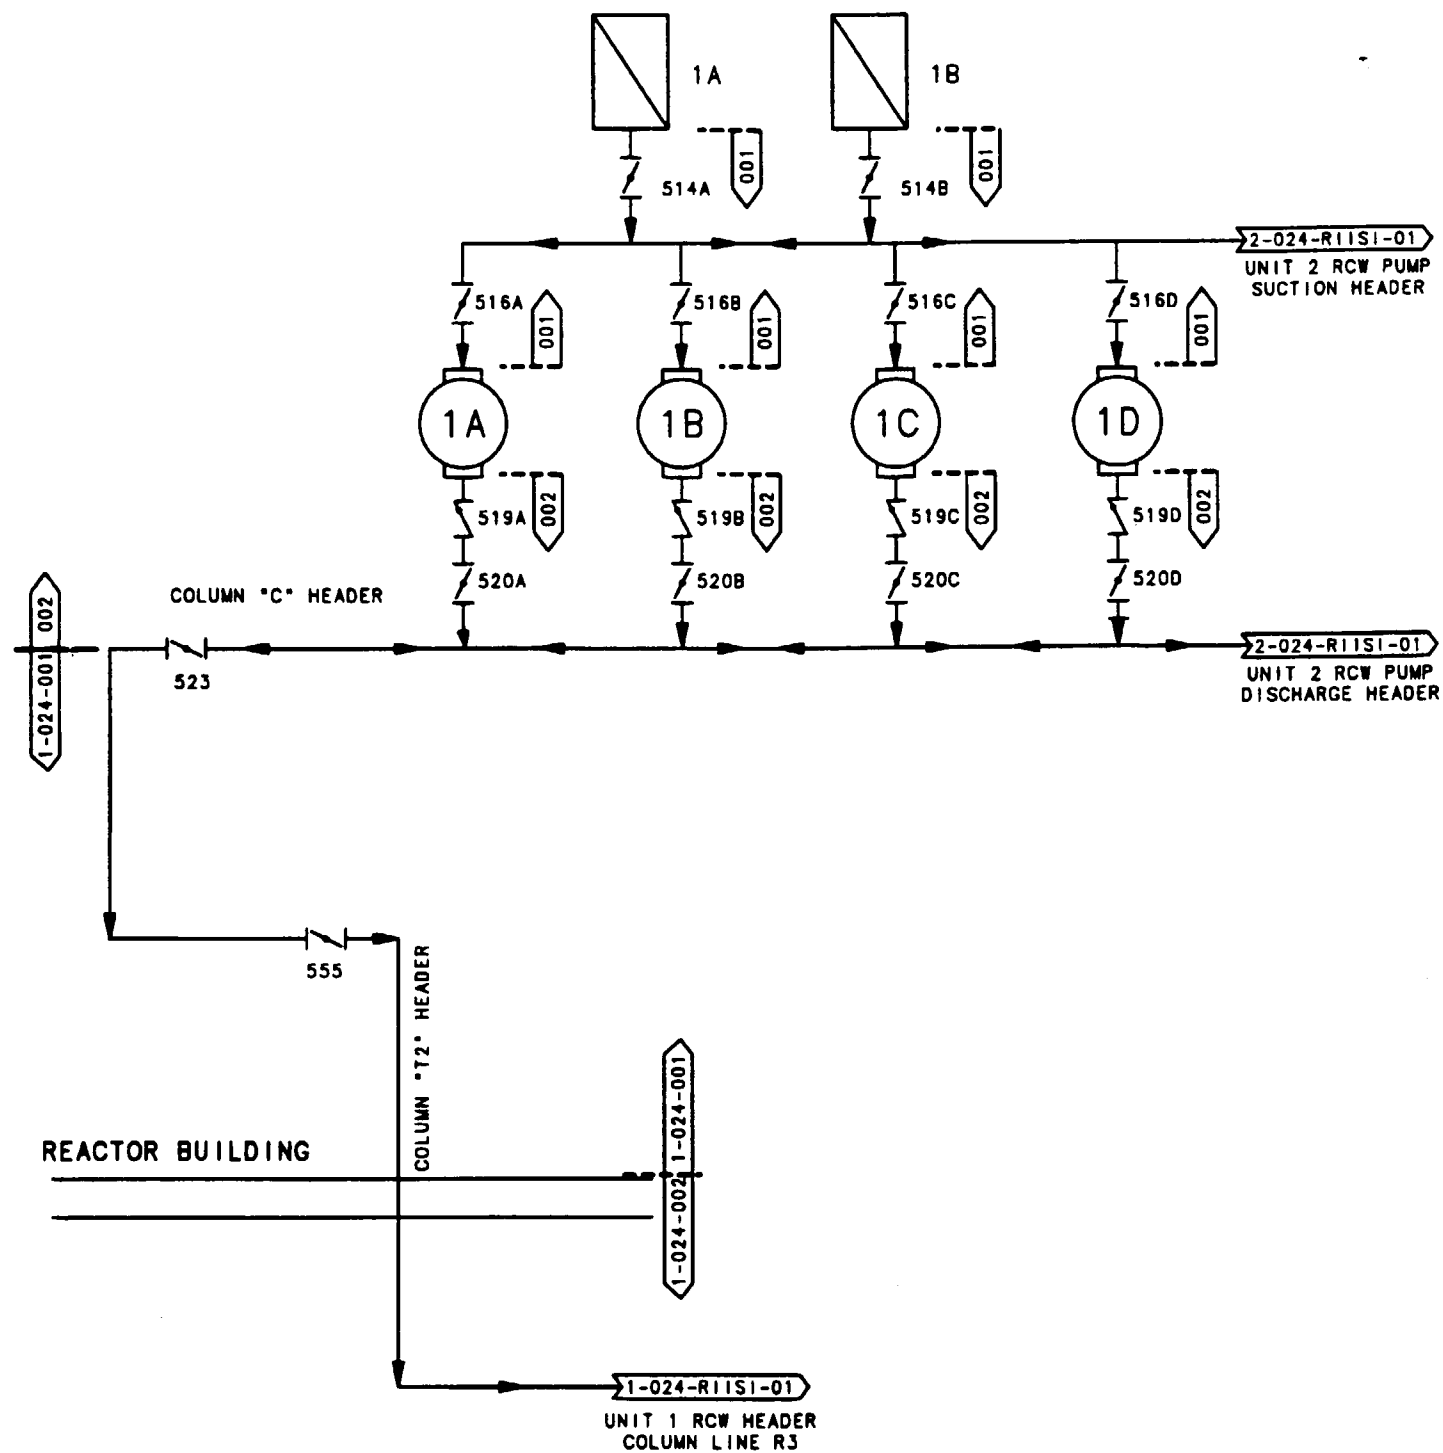 1A
1B
001
001
514A
514B
2-024-RIISI-01
UNIT 2 RCW PUMP
SUCTION HEADER
516A
001
516B
001
516C
001
516D
001
1A
1B
1C
1D
519A
002
519B
002
519C
002
519D
002
520A
520B
520C
520D
COLUMN "C" HEADER
002
1-024-001
523
2-024-RIISI-01
UNIT 2 RCW PUMP
DISCHARGE HEADER
555
COLUMN "T2" HEADER
REACTOR BUILDING
1-024-001
1-024-002
1-024-RIISI-01
UNIT 1 RCW HEADER
COLUMN LINE R3